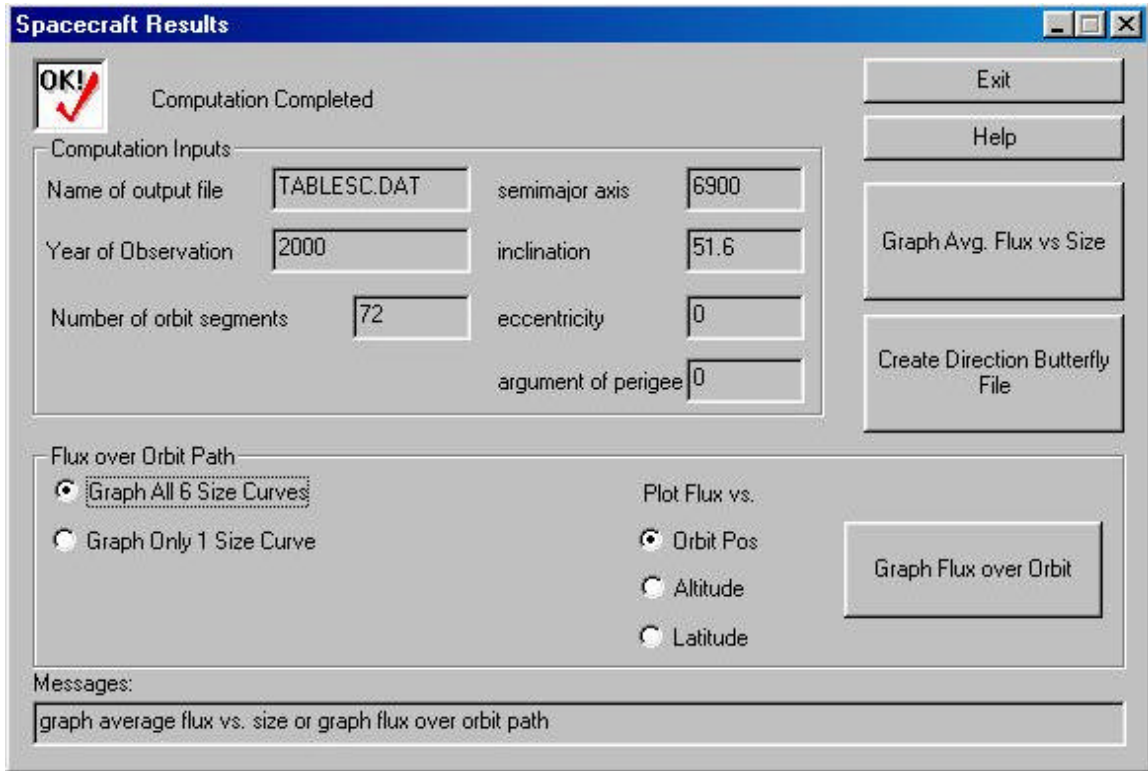 Spacecraft Results
OK!
Computation Completed
Exit
Help
Computation Inputs
Name of output file TABLESC.DAT semimajor axis 6900
Year of Observation 2000 inclination 51.6
Number of orbit segments 72 eccentricity 0
argument of perigee 0
Graph Avg. Flux vs Size
Create Direction Butterfly
File
Flux over Orbit Path
Graph All 6 Size Curves
Graph Only 1 Size Curve
Plot Flux vs.
Orbit Pos
Altitude
Latitude
Graph Flux over Orbit
Messages:
graph average flux vs. size or graph flux over orbit path